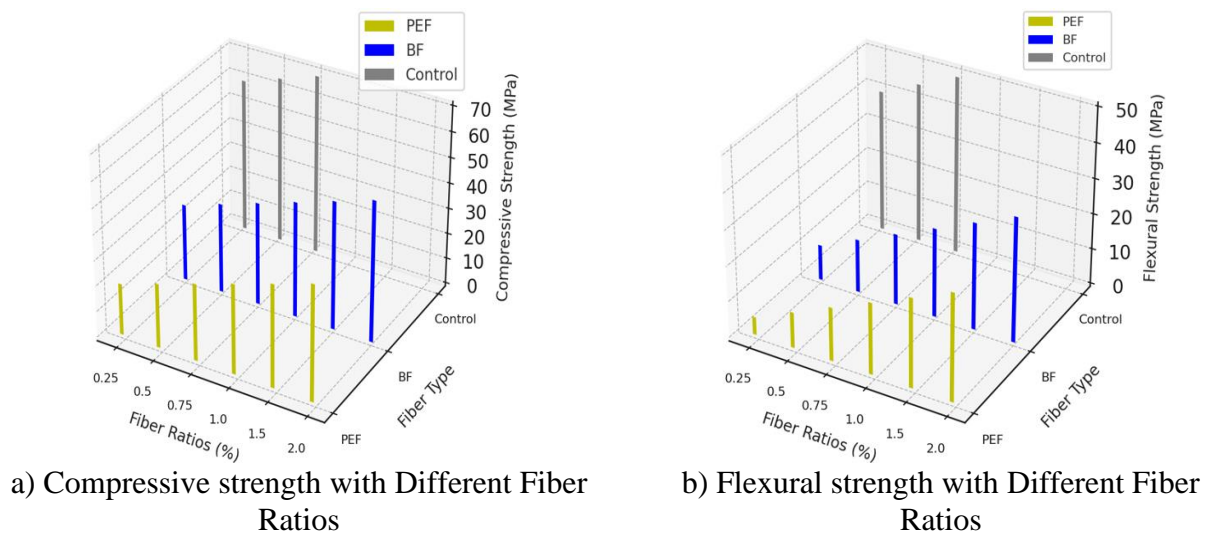 PEF
BF
Control
70
60
50
40
30
20
10
0
Compressive Strength (MPa)
Control
BF
PEF
Fiber Type
0.25
0.5
0.75
1.0
1.5
2.0
Fiber Ratios (%)
a) Compressive strength with Different Fiber
Ratios
PEF
BF
Control
50
40
30
20
10
0
Flexural Strength (MPa)
Control
BF
PEF
Fiber Type
0.25
0.5
0.75
1.0
1.5
2.0
Fiber Ratios (%)
b) Flexural strength with Different Fiber
Ratios